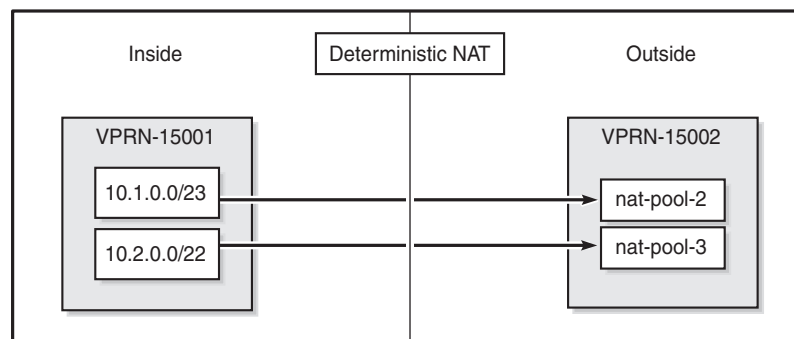 Inside
Deterministic NAT
Outside
VPRN-15001
10.1.0.0/23
10.2.0.0/22
VPRN-15002
nat-pool-2
nat-pool-3